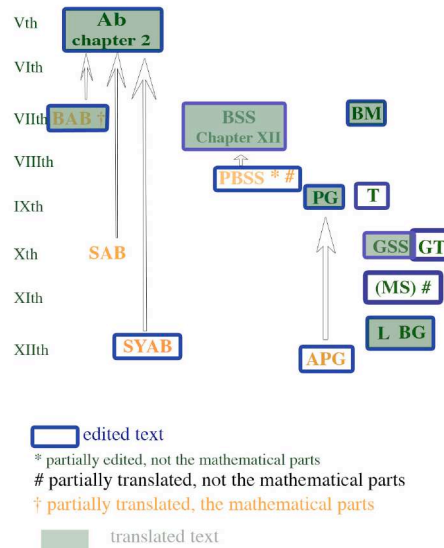 Vth Ab
chapter 2
VIth
VIIth BAB † BSS BM
Chapter XII
VIIIth
PBSS * #
IXth PG T
Xth SAB GSS GT
XIth (MS) #
XIIth SYAB APG L BG
edited text
* partially edited, not the mathematical parts
# partially translated, not the mathematical parts
† partially translated, the mathematical parts
translated text